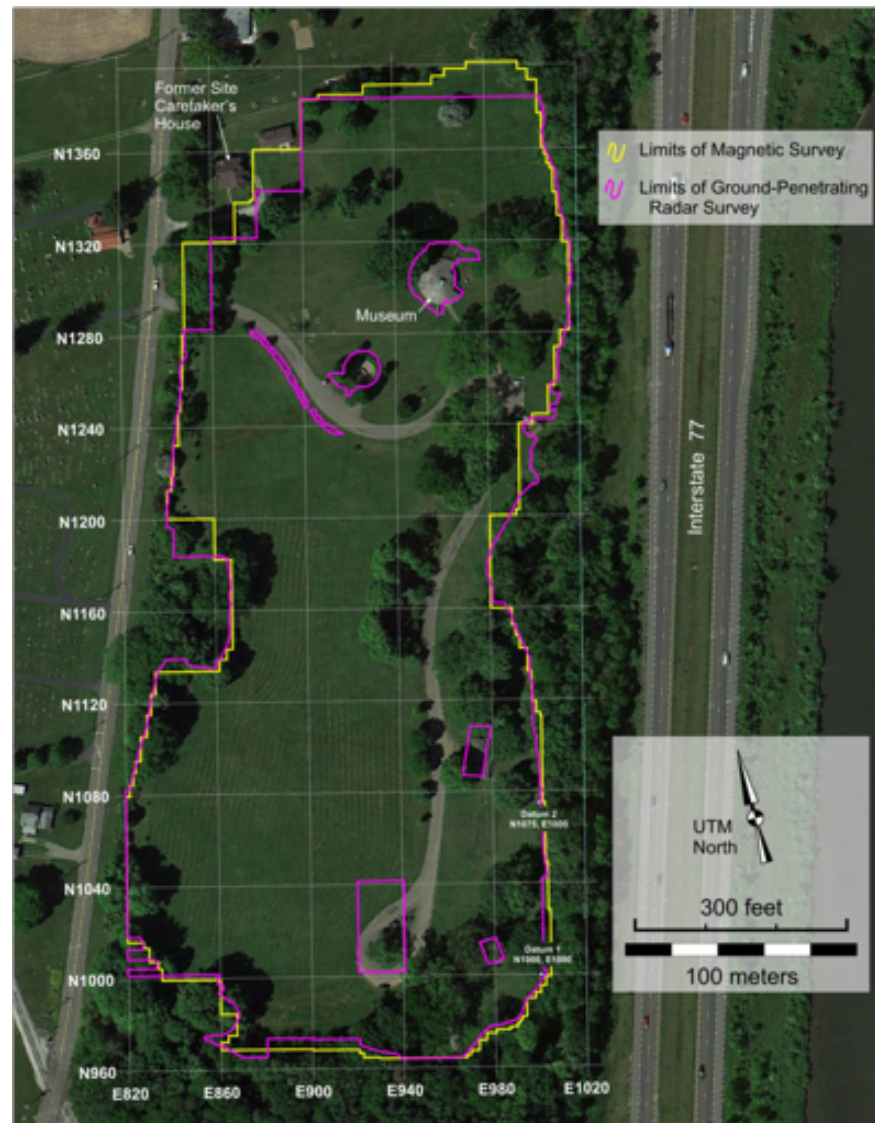 Former Site
Caretaker's
House
N1360
Limits of Magnetic Survey
Limits of Ground-Penetrating
Radar Survey
N1320
Museum
N1280
N1240
Interstate 77
N1200
N1160
N1120
N1080
Datum 2
N1075, E1000
UTM
North
N1040
300 feet
Datum 1
N1000, E1000
N1000
100 meters
N960
E820
E860
E900
E940
E980
E1020